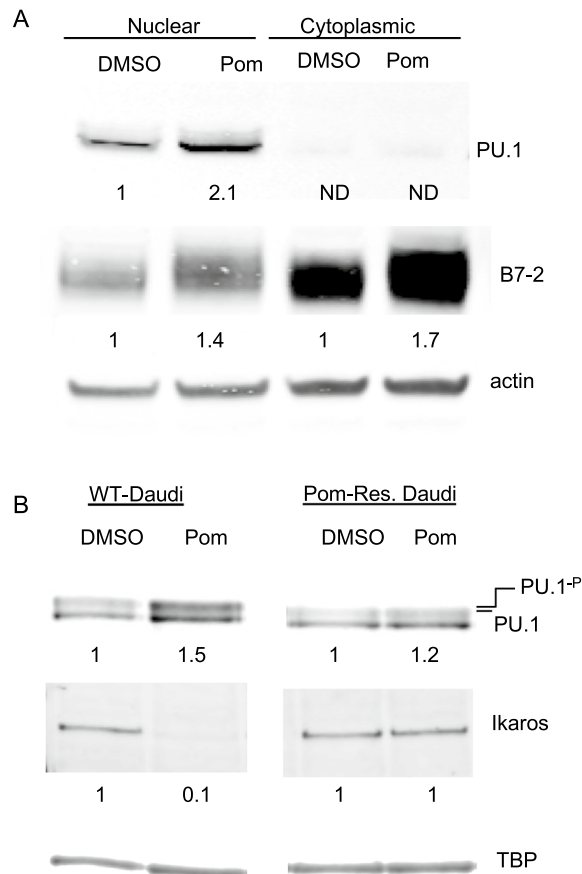 A
Nuclear Cytoplasmic
DMSO Pom DMSO Pom
PU.1
1 2.1 ND ND
B7-2
1 1.4 1 1.7
actin
B
WT-Daudi Pom-Res. Daudi
DMSO Pom DMSO Pom
PU.1-P
PU.1
1 1.5 1 1.2
Ikaros
1 0.1 1 1
TBP